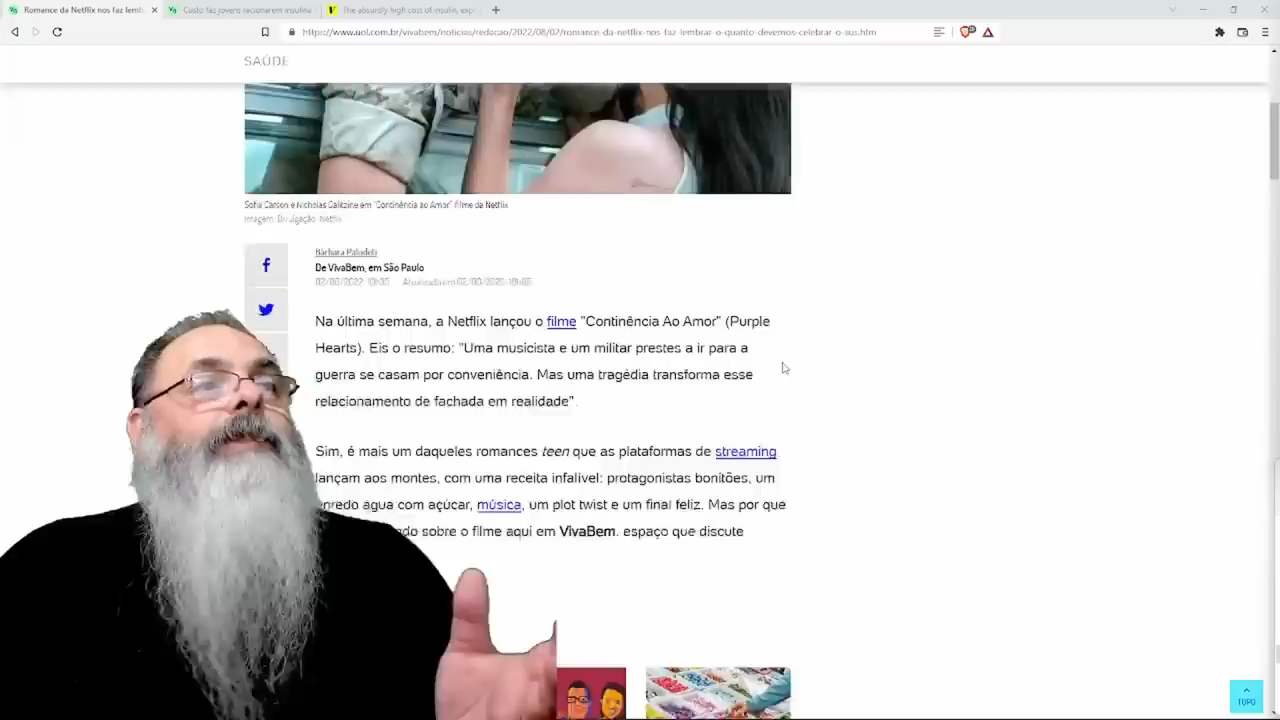 Romance da Netflix nos faz lemb
Custo faz jovens racionarem insulina
The absurdly high cost of insulin, exp
https://www.uol.com.br/vivabem/noticias/redacao/2022/08/02/romance-da-netflix-nos-faz-lembrar-o-quanto-devemos-celebrar-o-sus.htm
SAÚDE
Sofia Carson e Nicholas Galitzine em "Continência ao Amor" filme da Netflix
Imagem: Divulgação/Netflix
Bárbara Paludeti
De VivaBem, em São Paulo
Na última semana, a Netflix lançou o filme "Continência Ao Amor" (Purple
Hearts). Eis o resumo: "Uma musicista e um militar prestes a ir para a
guerra se casam por conveniência. Mas uma tragédia transforma esse
relacionamento de fachada em realidade".
Sim, é mais um daqueles romances teen que as plataformas de streaming
lançam aos montes, com uma receita infalível: protagonistas bonitões, um
enredo água com açúcar, música, um plot twist e um final feliz. Mas por que
sobre o filme aqui em VivaBem, espaço que discute
TOPO